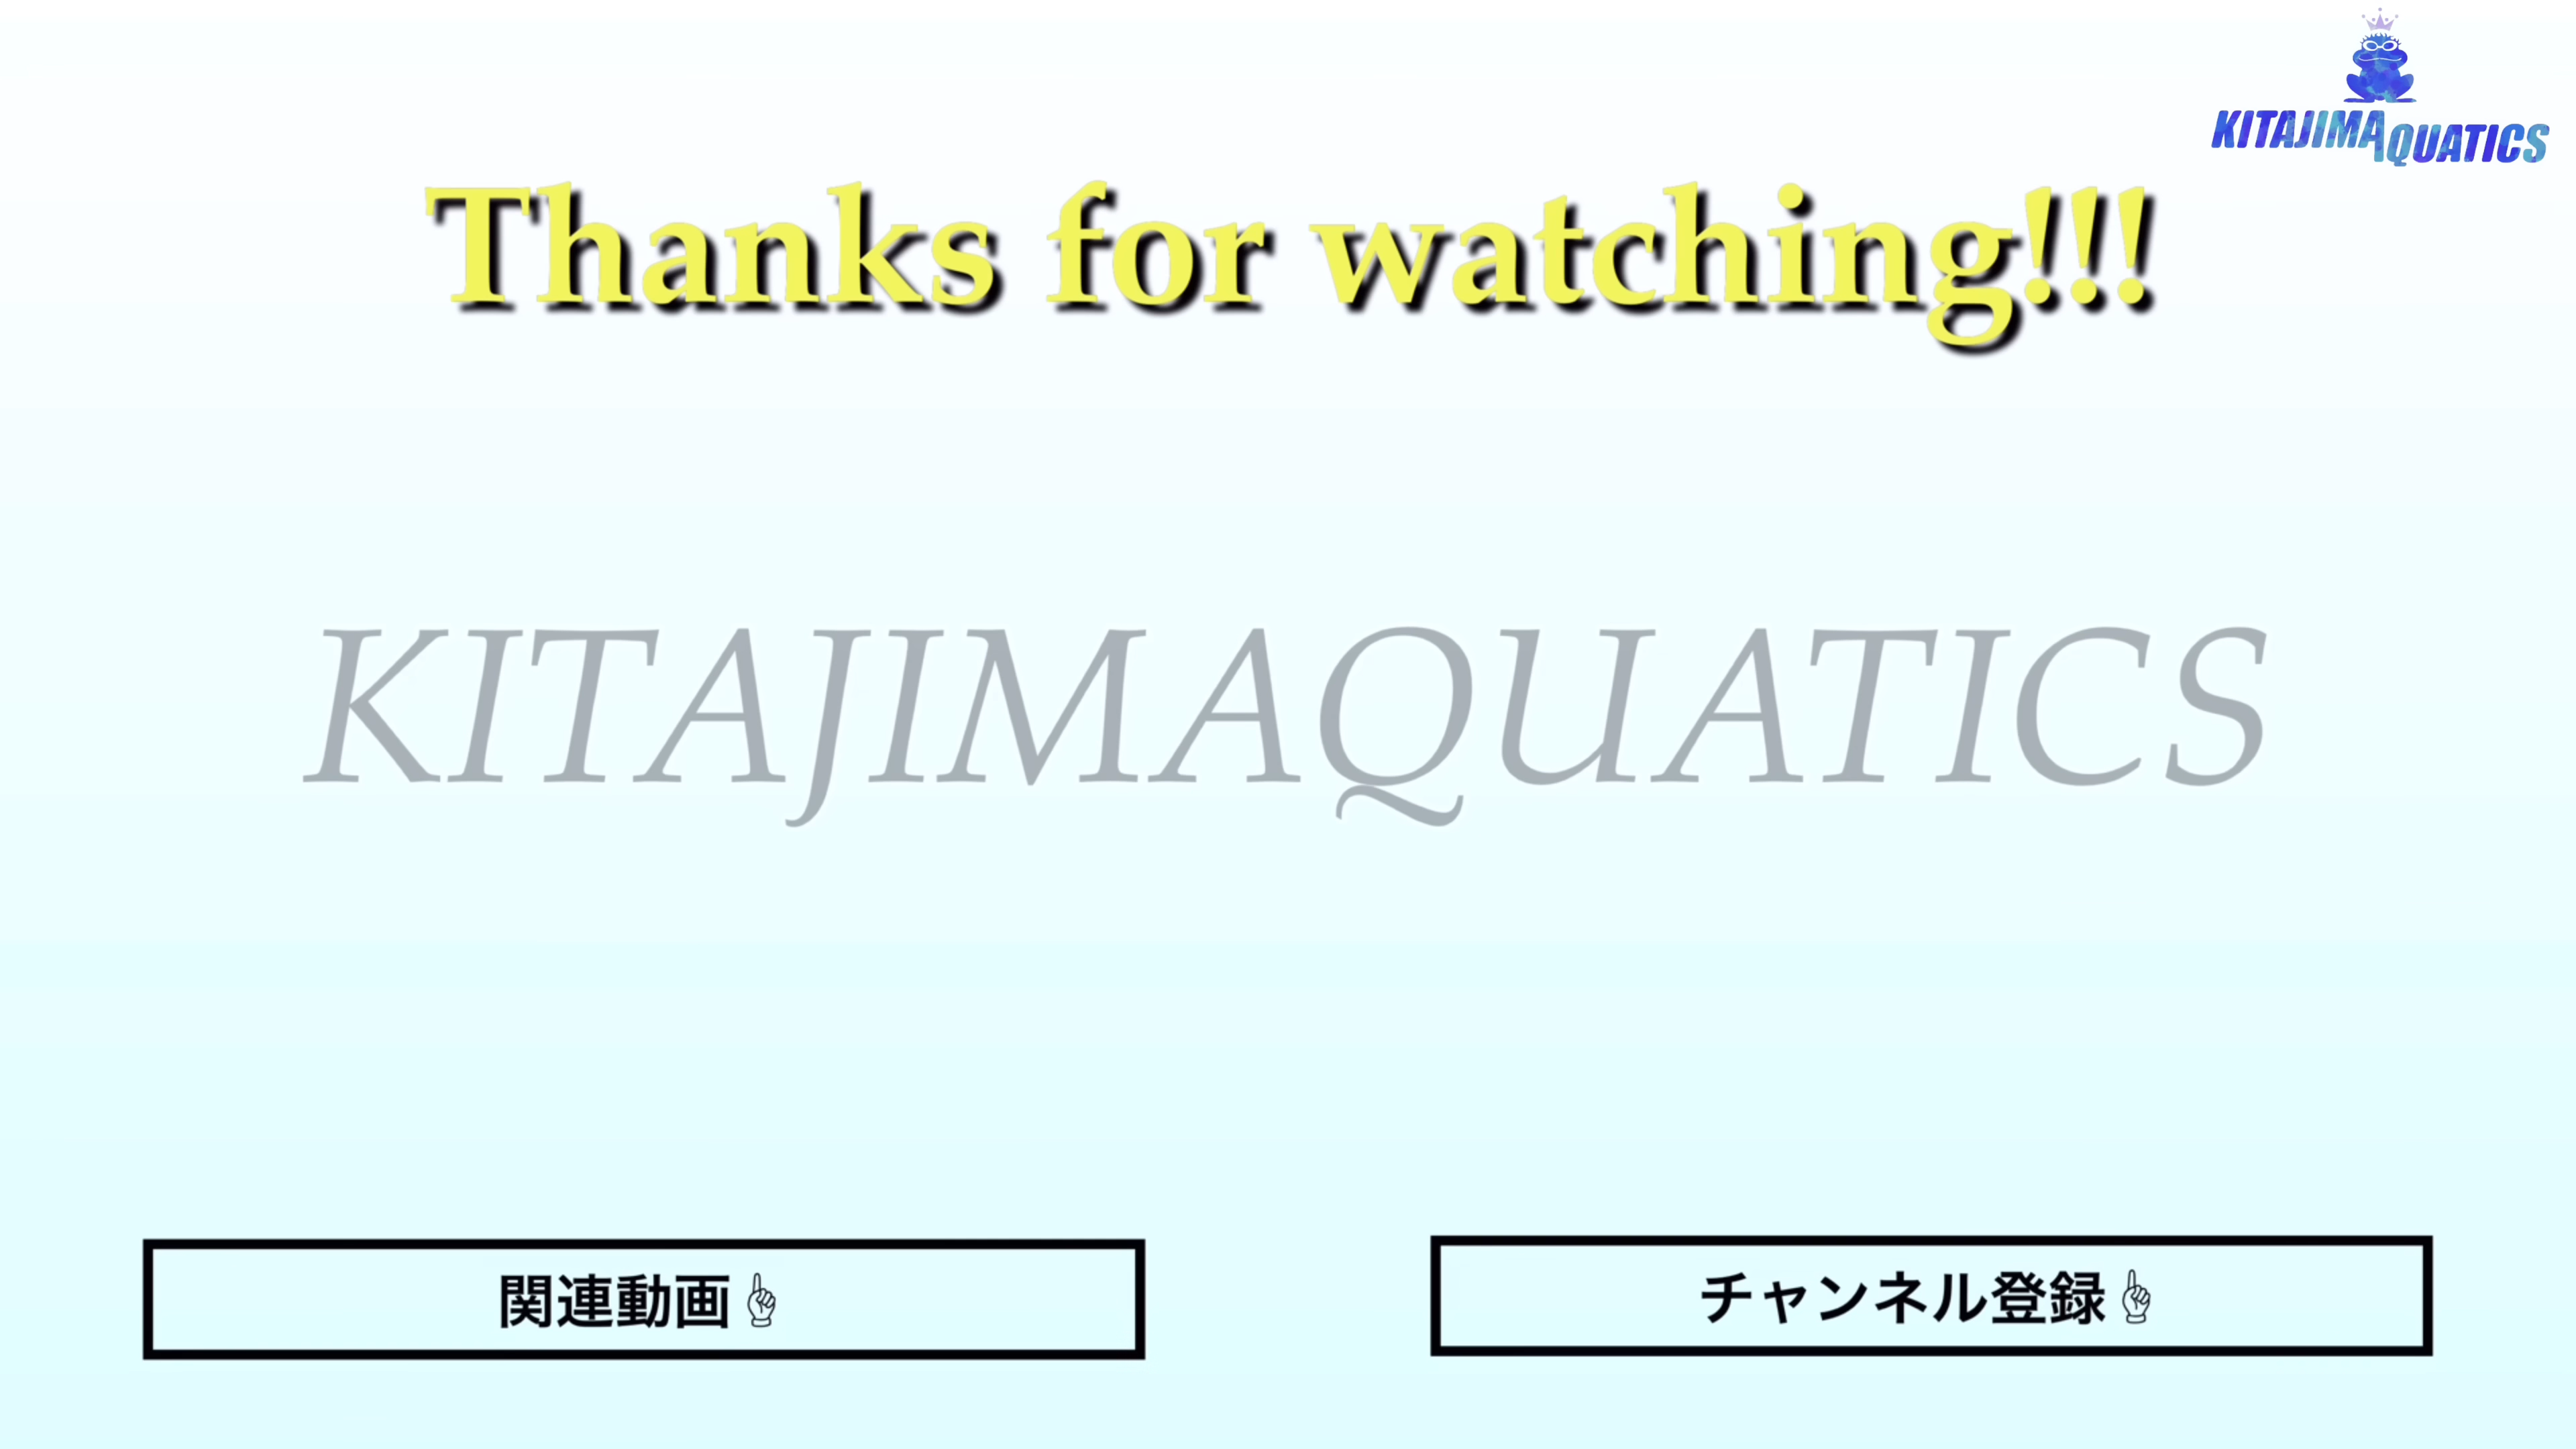 KITAJIMAQUATICS
Thanks for watching!!!
KITAJIMAQUATICS
関連動画☝
チャンネル登録☝